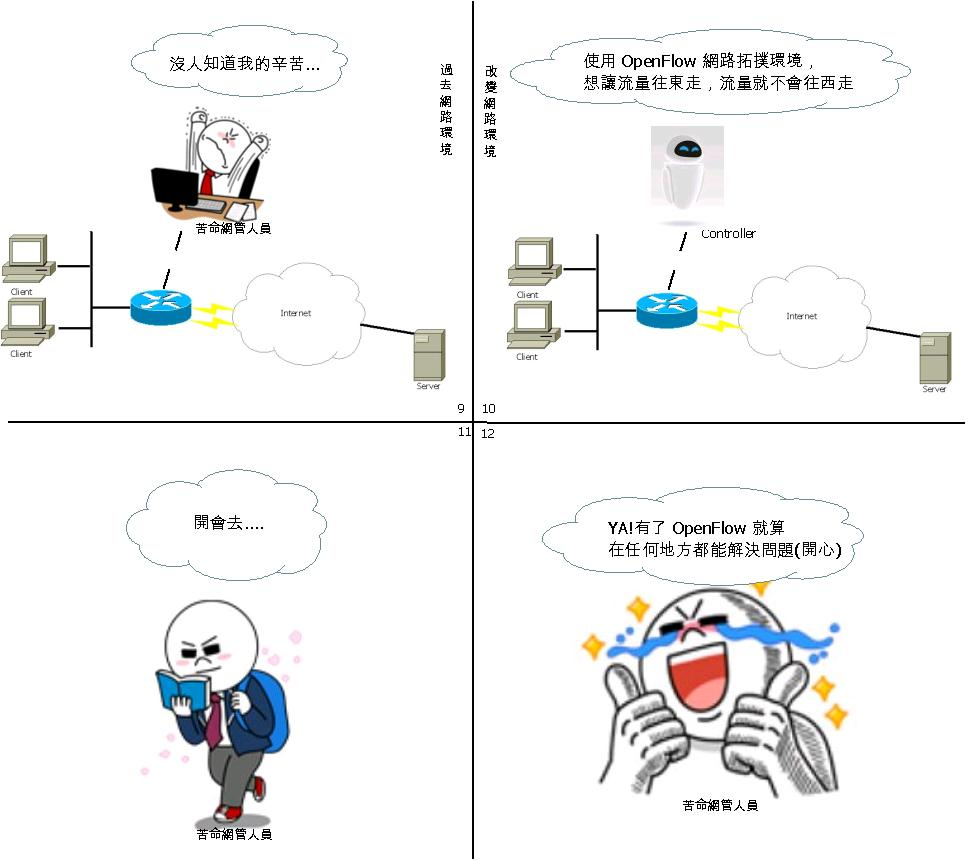 沒人知道我的辛苦...
過去網路環境
苦命網管人員
Client
Client
Internet
Server
9
改變網路環境
使用 OpenFlow 網路拓撲環境，
想讓流量往東走，流量就不會往西走
Controller
Client
Client
Internet
Server
10
11
開會去....
苦命網管人員
12
YA!有了 OpenFlow 就算
在任何地方都能解決問題(開心)
苦命網管人員